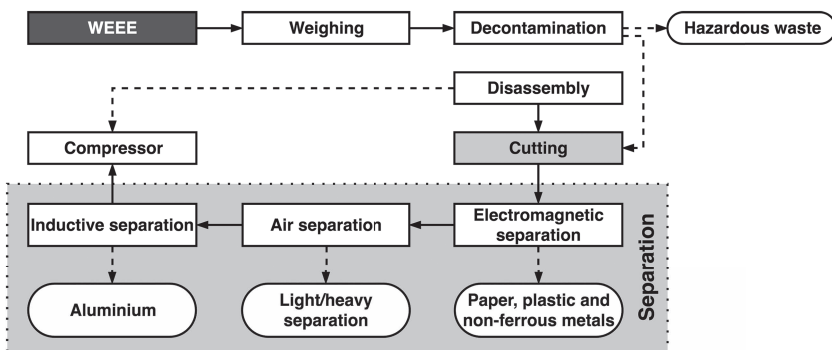 WEEE
Weighing
Decontamination
Hazardous waste
Disassembly
Compressor
Cutting
Inductive separation
Air separation
Electromagnetic
separation
Separation
Aluminium
Light/heavy
separation
Paper, plastic and
non-ferrous metals